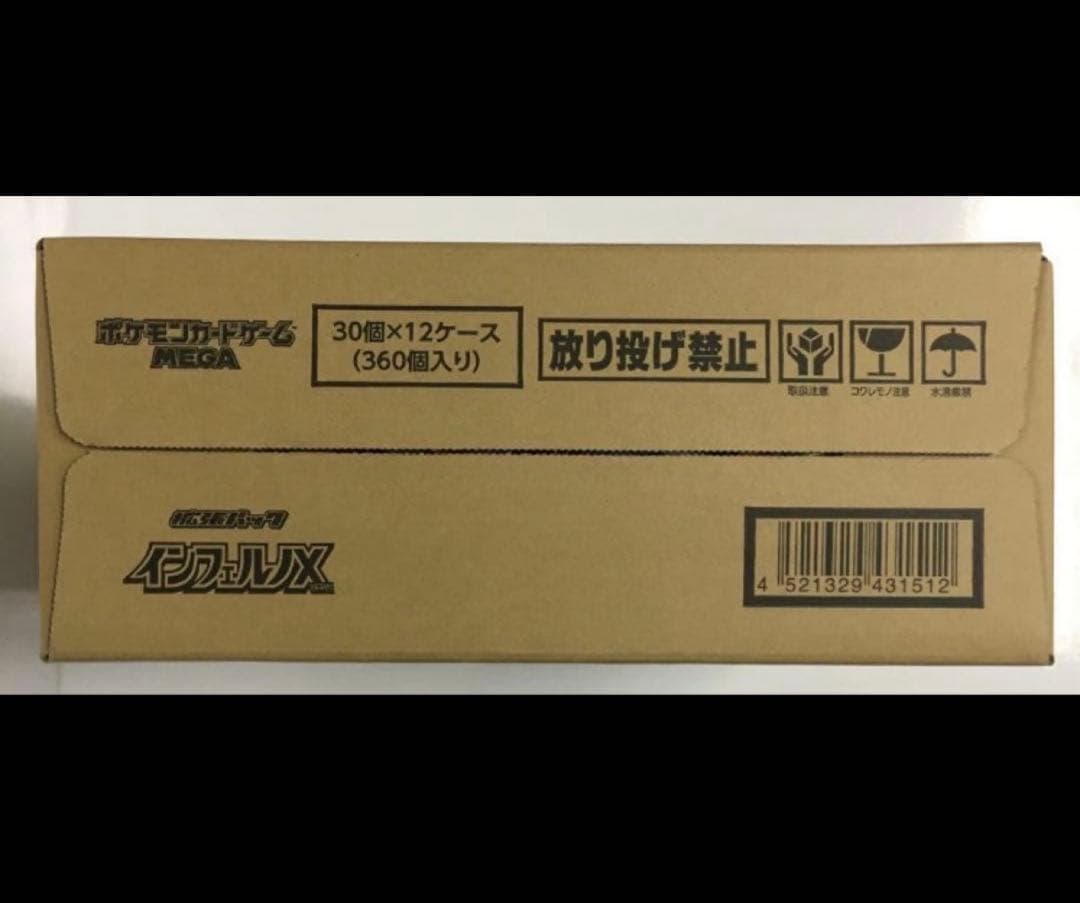 ポケモンカードゲーム
MEGA
30個×12ケース
(360個入り)
放り投げ禁止
取扱注意
コワレモノ注意
水濡厳禁
拡張パック
インフェルノX
4 521329 431512